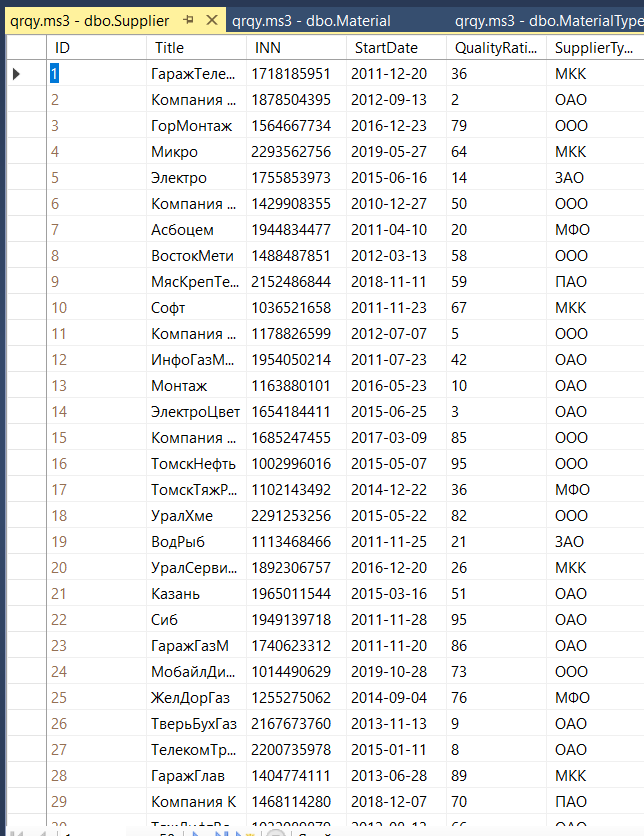 qrqy.ms3 - dbo.Supplier qrqy.ms3 - dbo.Material qrqy.ms3 - dbo.MaterialType
ID Title INN StartDate QualityRati... SupplierTy...
1 ГаражТеле... 1718185951 2011-12-20 36 МКК
2 Компания ... 1878504395 2012-09-13 2 ОАО
3 ГорМонтаж 1564667734 2016-12-23 79 ООО
4 Микро 2293562756 2019-05-27 64 МКК
5 Электро 1755853973 2015-06-16 14 ЗАО
6 Компания ... 1429908355 2010-12-27 50 ООО
7 Асбоцем 1944834477 2011-04-10 20 МФО
8 ВостокМети 1488487851 2012-03-13 58 ООО
9 МясКрепТе... 2152486844 2018-11-11 59 ПАО
10 Софт 1036521658 2011-11-23 67 МКК
11 Компания ... 1178826599 2012-07-07 5 ООО
12 ИнфоГазМ... 1954050214 2011-07-23 42 ОАО
13 Монтаж 1163880101 2016-05-23 10 ОАО
14 ЭлектроЦвет 1654184411 2015-06-25 3 ОАО
15 Компания ... 1685247455 2017-03-09 85 ООО
16 ТомскНефть 1002996016 2015-05-07 95 ООО
17 ТомскТяжР... 1102143492 2014-12-22 36 МФО
18 УралХме 2291253256 2015-05-22 82 ООО
19 ВодРыб 1113468466 2011-11-25 21 ЗАО
20 УралСерви... 1892306757 2016-12-20 26 МКК
21 Казань 1965011544 2015-03-16 51 ОАО
22 Сиб 1949139718 2011-11-28 95 ОАО
23 ГаражГазМ 1740623312 2011-11-20 86 ОАО
24 МобайлДи... 1014490629 2019-10-28 73 ООО
25 ЖелДорГаз 1255275062 2014-09-04 76 МФО
26 ТверьБухГаз 2167673760 2013-11-13 9 ОАО
27 ТелекомТр... 2200735978 2015-01-11 8 ОАО
28 ГаражГлав 1404774111 2013-06-28 89 МКК
29 Компания К 1468114280 2018-12-07 70 ПАО